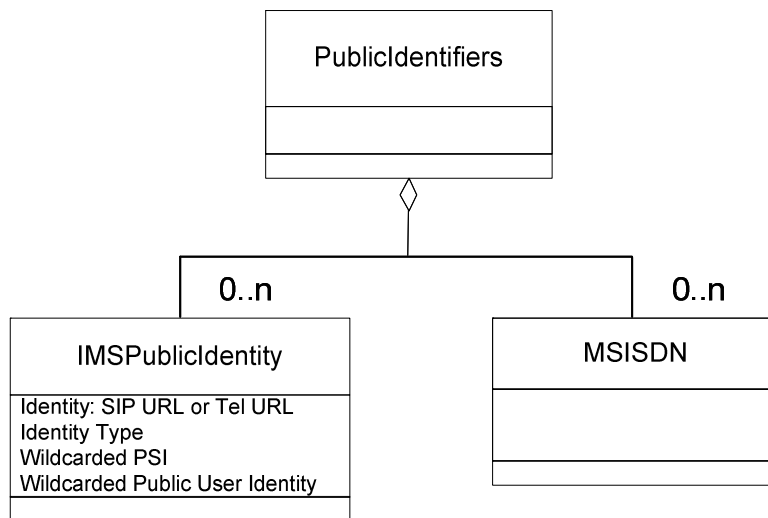 PublicIdentifiers
0..n
0..n
IMSPublicIdentity
MSISDN
Identity: SIP URL or Tel URL
Identity Type
Wildcarded PSI
Wildcarded Public User Identity